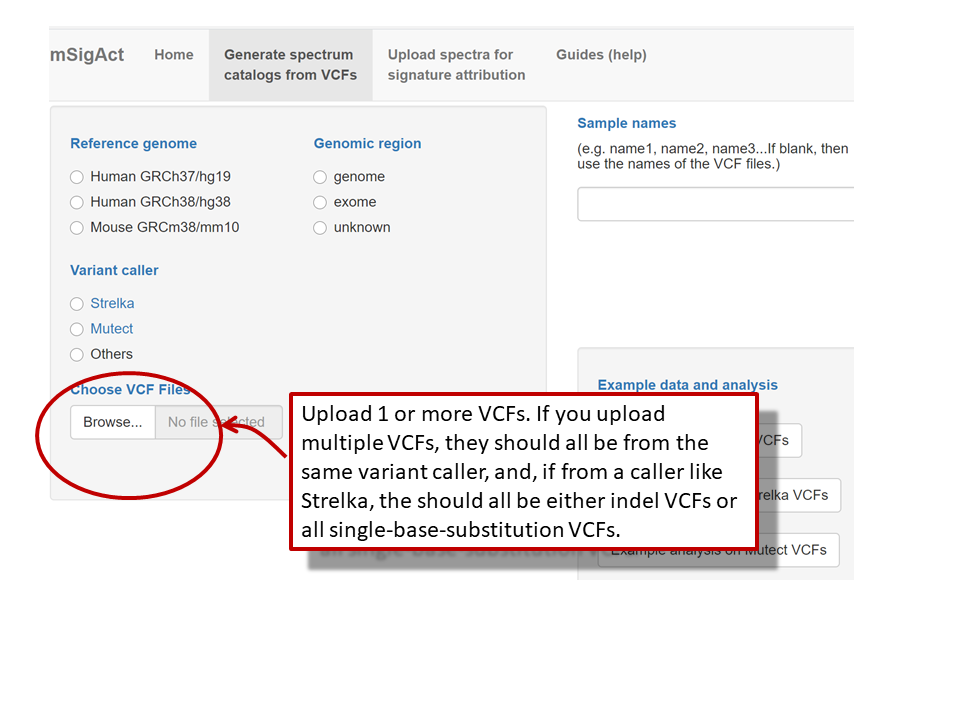 mSigAct
Home
Generate spectrum
catalogs from VCFs
Upload spectra for
signature attribution
Guides (help)
Reference genome
Human GRCh37/hg19
Human GRCh38/hg38
Mouse GRCm38/mm10
Genomic region
genome
exome
unknown
Variant caller
Strelka
Mutect
Others
Choose VCF Files
Browse...
No file selected
Sample names
(e.g. name1, name2, name3...If blank, then
use the names of the VCF files.)
Example data and analysis
VCFs
VCFs
Example analysis on Mutect VCFs
Upload 1 or more VCFs. If you upload
multiple VCFs, they should all be from the
same variant caller, and, if from a caller like
Strelka, the should all be either indel VCFs or
all single-base-substitution VCFs.